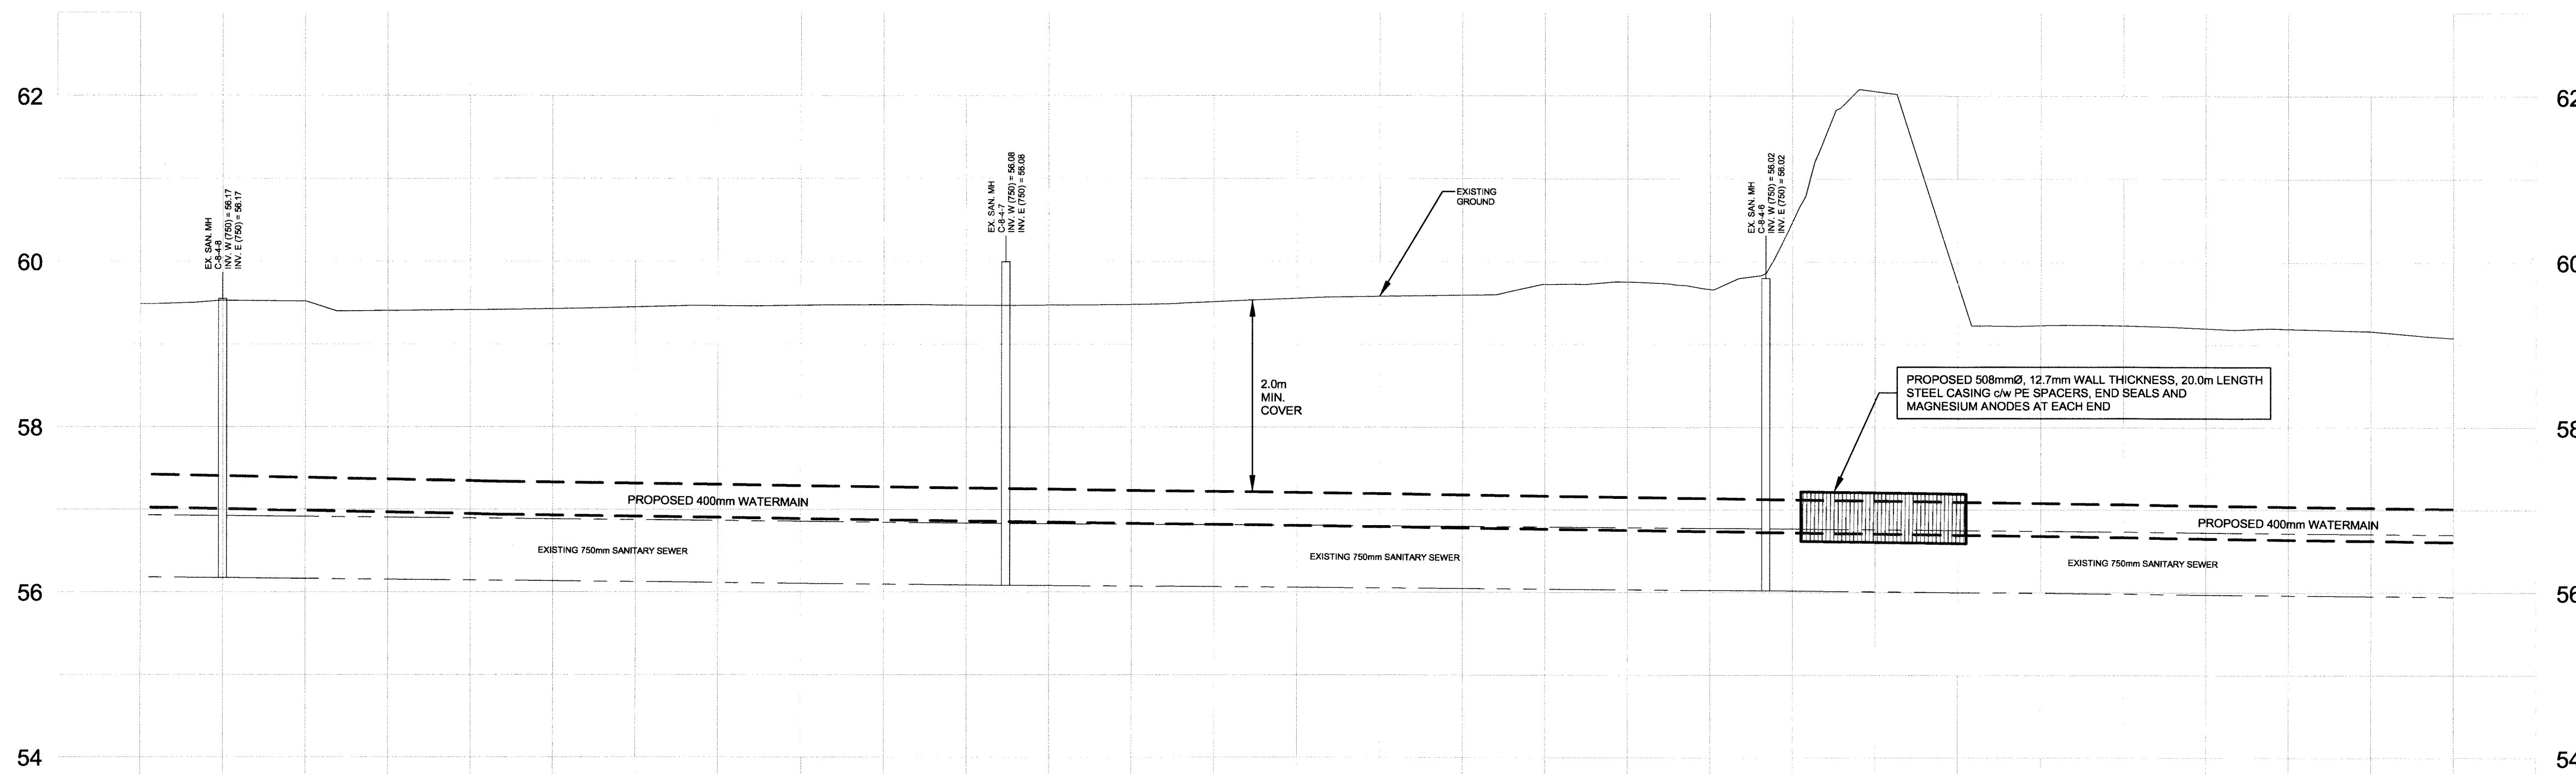 62
62
EX. SAN. MH
C-8-4-8
INV. W (750) = 56.17
INV. E (750) = 56.17
EX. SAN. MH
C-8-4-7
INV. W (750) = 56.08
INV. E (750) = 56.08
EXISTING
GROUND
EX. SAN. MH
C-8-4-6
INV. W (750) = 56.02
INV. E (750) = 56.02
60
60
2.0m
MIN.
COVER
PROPOSED 508mmØ, 12.7mm WALL THICKNESS, 20.0m LENGTH
STEEL CASING c/w PE SPACERS, END SEALS AND
MAGNESIUM ANODES AT EACH END
58
58
PROPOSED 400mm WATERMAIN
PROPOSED 400mm WATERMAIN
EXISTING 750mm SANITARY SEWER
EXISTING 750mm SANITARY SEWER
EXISTING 750mm SANITARY SEWER
56
56
54
54